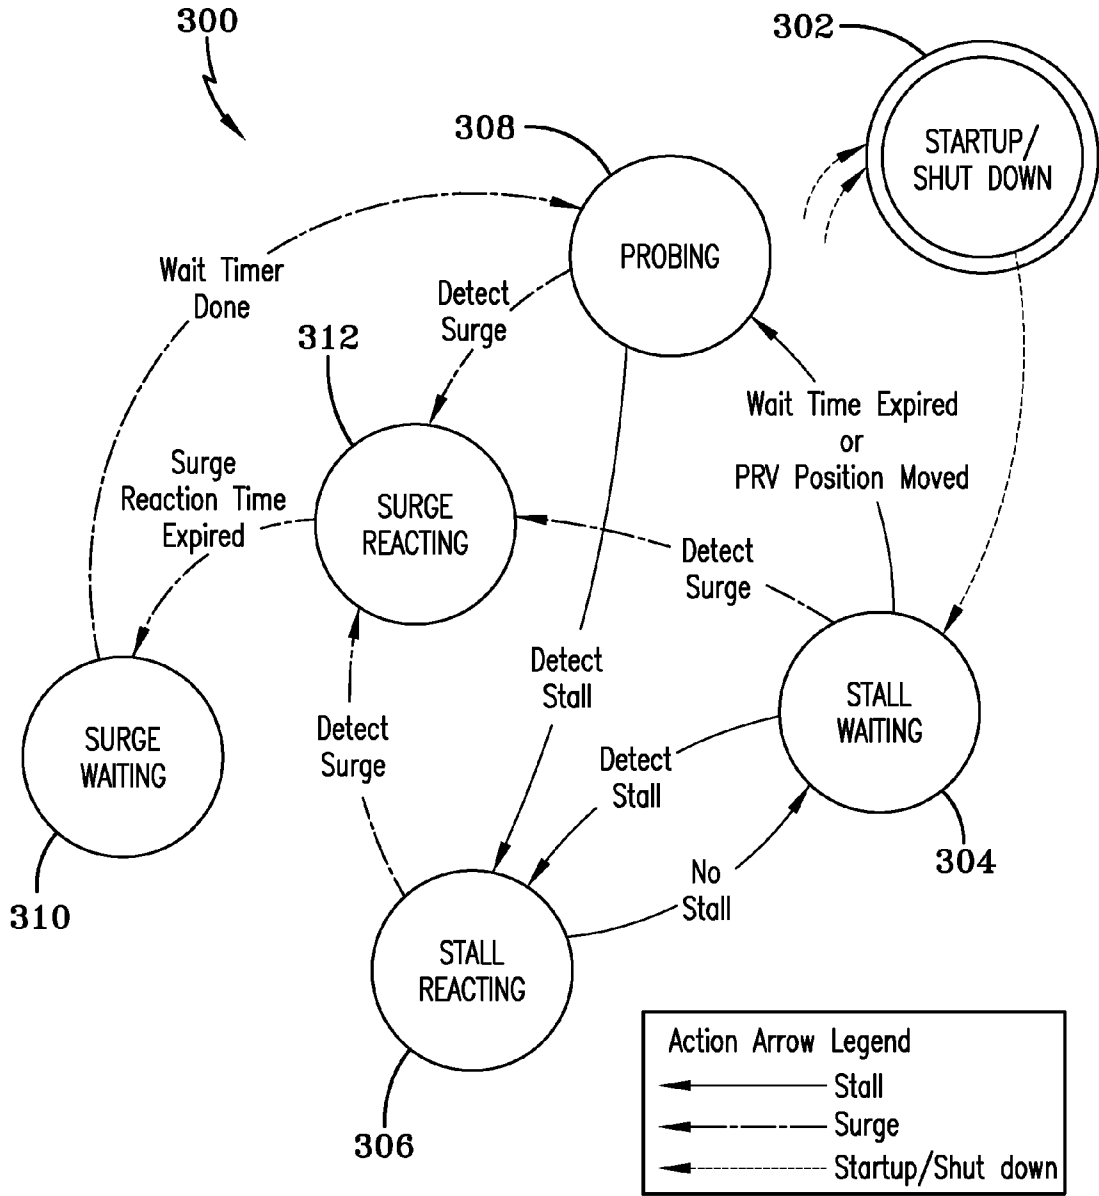 300
302
STARTUP/
SHUT DOWN
308
PROBING
Wait Timer
Done
Detect
Surge
312
Wait Time Expired
or
PRV Position Moved
Surge
Reaction Time
Expired
SURGE
REACTING
Detect
Surge
Detect
Stall
STALL
WAITING
SURGE
WAITING
Detect
Surge
Detect
Stall
304
No
Stall
310
STALL
REACTING
306
Action Arrow Legend
Stall
Surge
Startup/Shut down